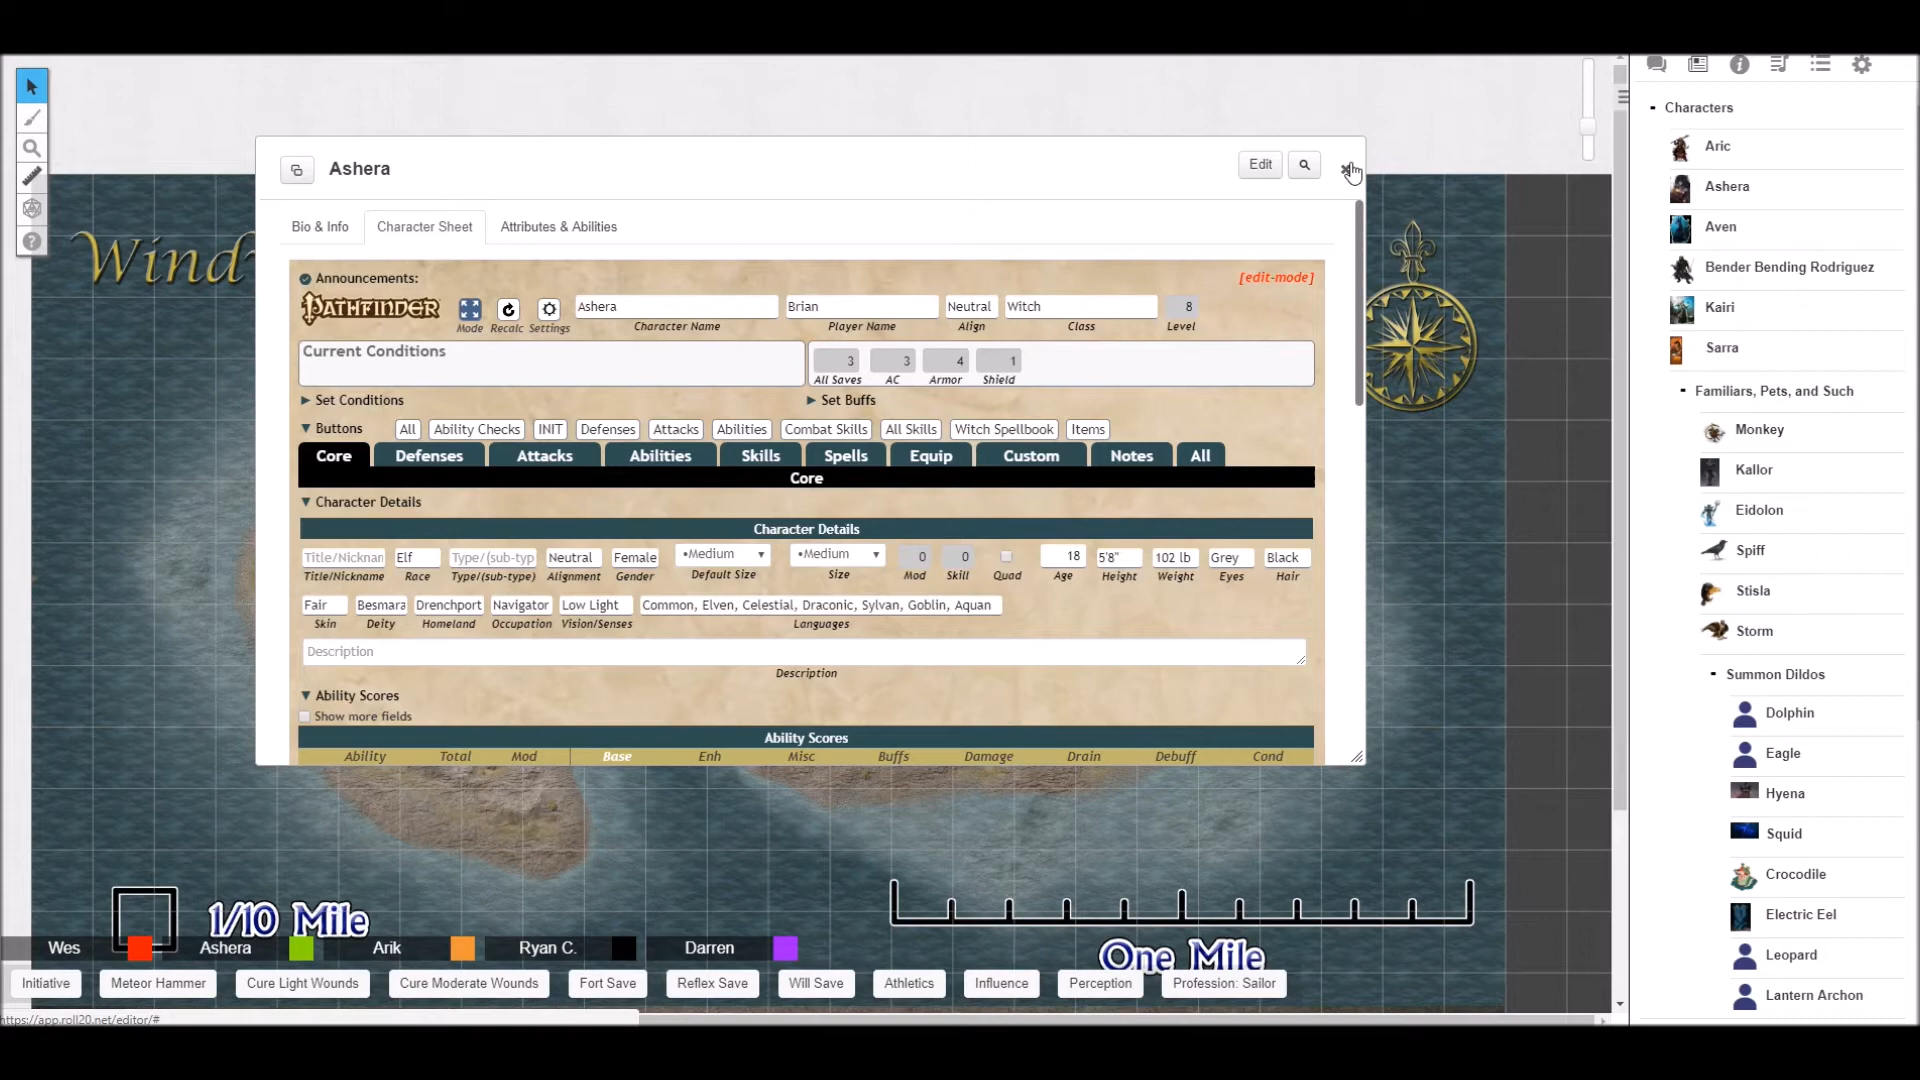 Ashera
Edit
Bio & Info
Character Sheet
Attributes & Abilities
Announcements:
[edit-mode]
PATHFINDER
Mode
Recalc
Settings
Ashera
Character Name
Brian
Player Name
Neutral
Align
Witch
Class
8
Level
Current Conditions
3
All Saves
3
AC
4
Armor
1
Shield
Set Conditions
Set Buffs
Buttons
All
Ability Checks
INIT
Defenses
Attacks
Abilities
Combat Skills
All Skills
Witch Spellbook
Items
Core
Defenses
Attacks
Abilities
Skills
Spells
Equip
Custom
Notes
All
Core
Character Details
Character Details
Title/Nicknan
Elf
Type/(sub-typ
Neutral
Female
•Medium
•Medium
0
0
18
5'8"
102 lb
Grey
Black
Title/Nickname
Race
Type/(sub-type)
Alignment
Gender
Default Size
Size
Mod
Skill
Quad
Age
Height
Weight
Eyes
Hair
Fair
Besmara
Drenchport
Navigator
Low Light
Common, Elven, Celestial, Draconic, Sylvan, Goblin, Aquan
Skin
Deity
Homeland
Occupation
Vision/Senses
Languages
Description
Description
Ability Scores
Show more fields
Ability Scores
Ability
Total
Mod
Base
Enh
Misc
Buffs
Damage
Drain
Debuff
Cond
Wind
1/10 Mile
One Mile
Wes
Ashera
Arik
Ryan C.
Darren
Initiative
Meteor Hammer
Cure Light Wounds
Cure Moderate Wounds
Fort Save
Reflex Save
Will Save
Athletics
Influence
Perception
Profession: Sailor
https://app.roll20.net/editor/#
Characters
Aric
Ashera
Aven
Bender Bending Rodriguez
Kairi
Sarra
Familiars, Pets, and Such
Monkey
Kallor
Eidolon
Spiff
Stisla
Storm
Summon Dildos
Dolphin
Eagle
Hyena
Squid
Crocodile
Electric Eel
Leopard
Lantern Archon